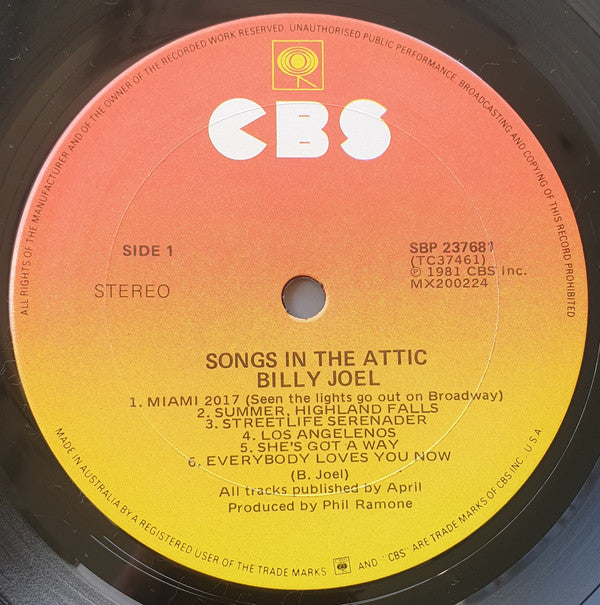 ALL RIGHTS OF THE MANUFACTURER AND OF THE OWNER OF THE RECORDED WORK RESERVED. UNAUTHORISED PUBLIC PERFORMANCE, BROADCASTING AND COPYING OF THIS RECORD PROHIBITED
CBS
SIDE 1
STEREO
SBP 237681
(TC37461)
℗ 1981 CBS Inc.
MX200224
SONGS IN THE ATTIC
BILLY JOEL
1. MIAMI 2017 (Seen the lights go out on Broadway)
2. SUMMER, HIGHLAND FALLS
3. STREETLIFE SERENADER
4. LOS ANGELENOS
5. SHE'S GOT A WAY
6. EVERYBODY LOVES YOU NOW
(B. Joel)
All tracks published by April
Produced by Phil Ramone
MADE IN AUSTRALIA BY A REGISTERED USER OF THE TRADE MARKS AND "CBS" ARE TRADE MARKS OF CBS INC. U.S.A.